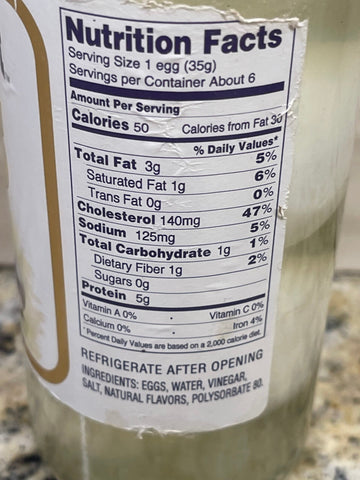 Nutrition Facts
Serving Size 1 egg (35g)
Servings per Container About 6
Amount Per Serving
Calories 50 Calories from Fat 30
% Daily Values*
Total Fat 3g 5%
Saturated Fat 1g 6%
Trans Fat 0g 0%
Cholesterol 140mg 47%
Sodium 125mg 5%
Total Carbohydrate 1g 1%
Dietary Fiber 1g 2%
Sugars 0g
Protein 5g
Vitamin A 0% • Vitamin C 0%
Calcium 0% • Iron 4%
*Percent Daily Values are based on a 2,000 calorie diet.
REFRIGERATE AFTER OPENING
INGREDIENTS: EGGS, WATER, VINEGAR,
SALT, NATURAL FLAVORS, POLYSORBATE 80.